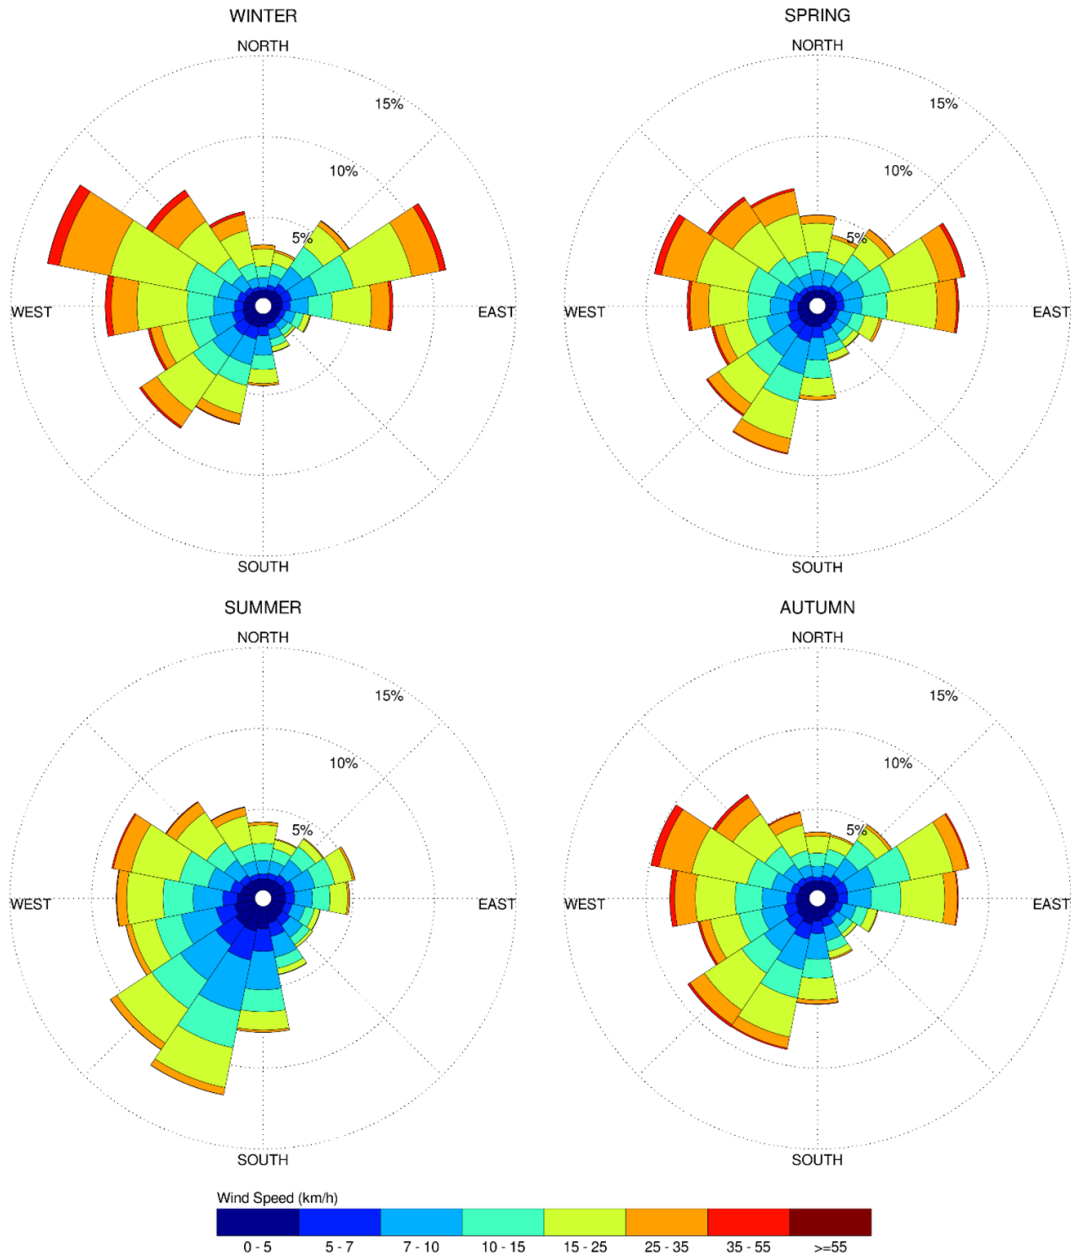 WINTER
SPRING
NORTH
NORTH
15%
15%
10%
10%
5%
5%
WEST
EAST
WEST
EAST
SOUTH
SOUTH
SUMMER
AUTUMN
NORTH
NORTH
15%
15%
10%
10%
5%
5%
WEST
EAST
WEST
EAST
SOUTH
SOUTH
Wind Speed (km/h)
0 - 5 5 - 7 7 - 10 10 - 15 15 - 25 25 - 35 35 - 55 >=55